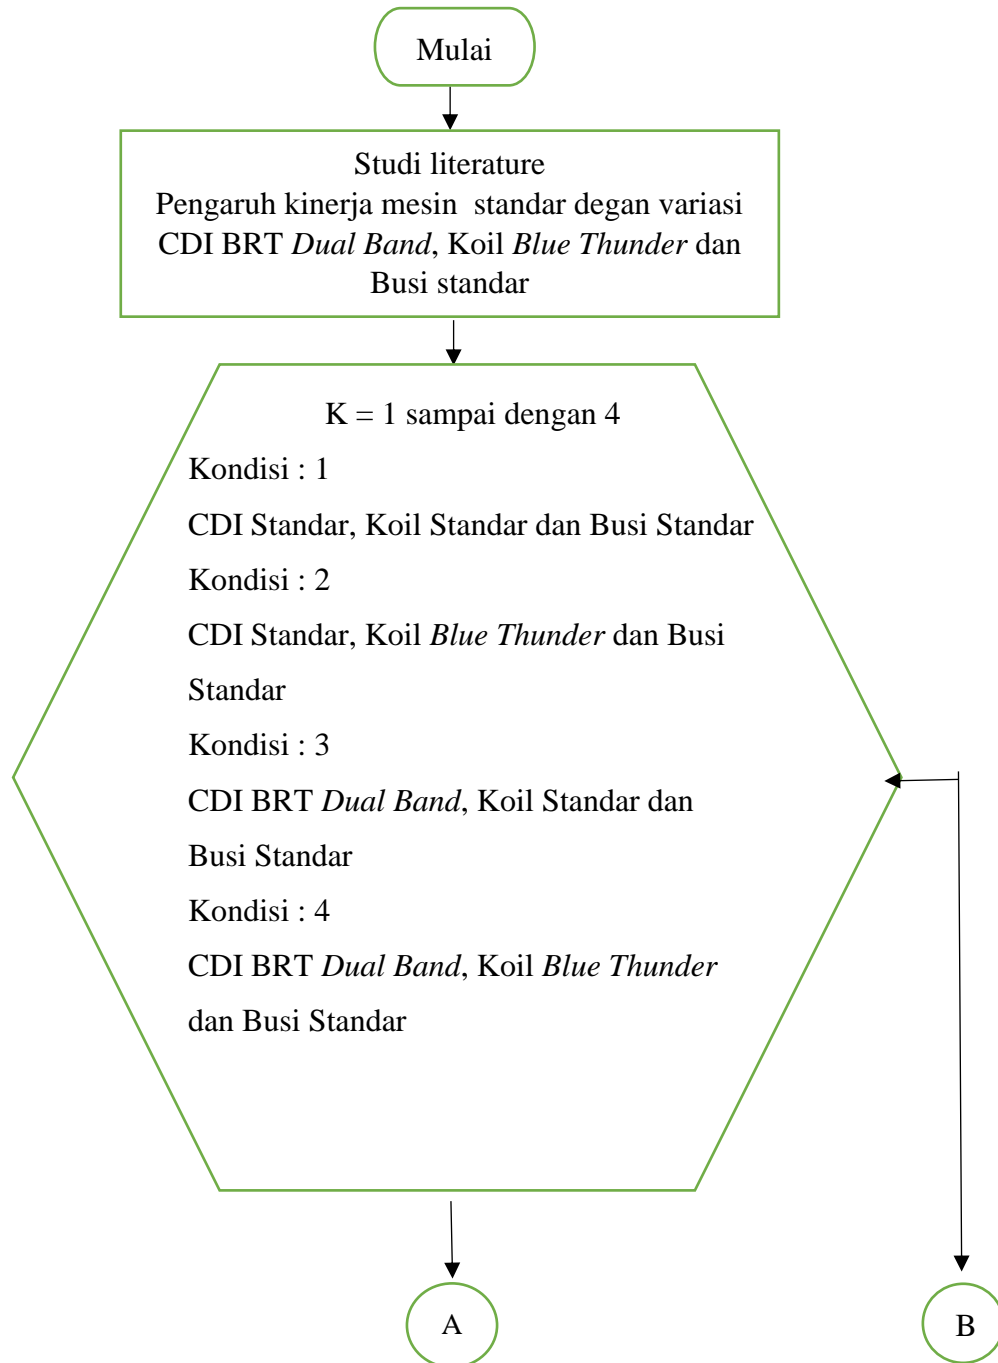 Mulai
Studi literature
Pengaruh kinerja mesin standar degan variasi
CDI BRT Dual Band, Koil Blue Thunder dan
Busi standar
K = 1 sampai dengan 4
Kondisi : 1
CDI Standar, Koil Standar dan Busi Standar
Kondisi : 2
CDI Standar, Koil Blue Thunder dan Busi
Standar
Kondisi : 3
CDI BRT Dual Band, Koil Standar dan
Busi Standar
Kondisi : 4
CDI BRT Dual Band, Koil Blue Thunder
dan Busi Standar
A
B